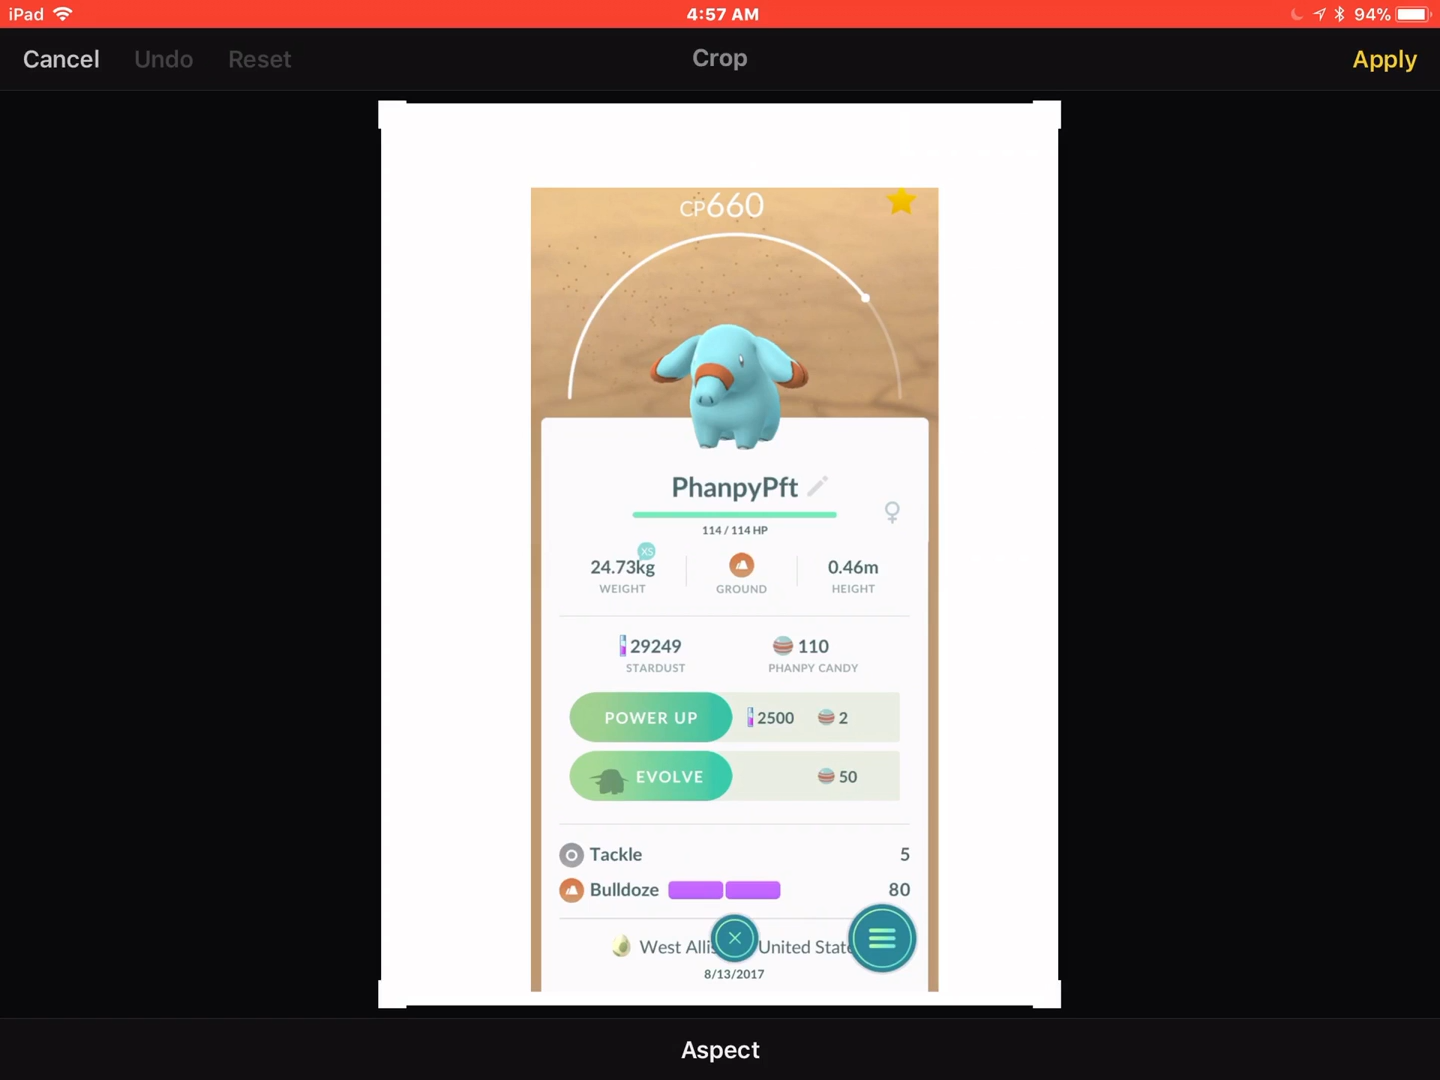 iPad 4:57 AM 94%
Cancel Undo Reset Crop Apply
CP660
PhanpyPft
114 / 114 HP
XS
24.73kg 0.46m
WEIGHT GROUND HEIGHT
29249 110
STARDUST PHANPY CANDY
POWER UP 2500 2
EVOLVE 50
Tackle 5
Bulldoze 80
West Allis United
8/13/2017
Aspect